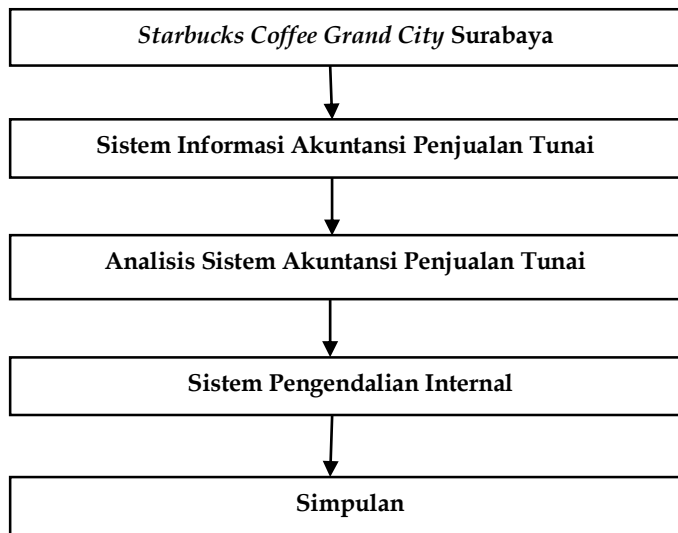 Starbucks Coffee Grand City Surabaya
Sistem Informasi Akuntansi Penjualan Tunai
Analisis Sistem Akuntansi Penjualan Tunai
Sistem Pengendalian Internal
Simpulan